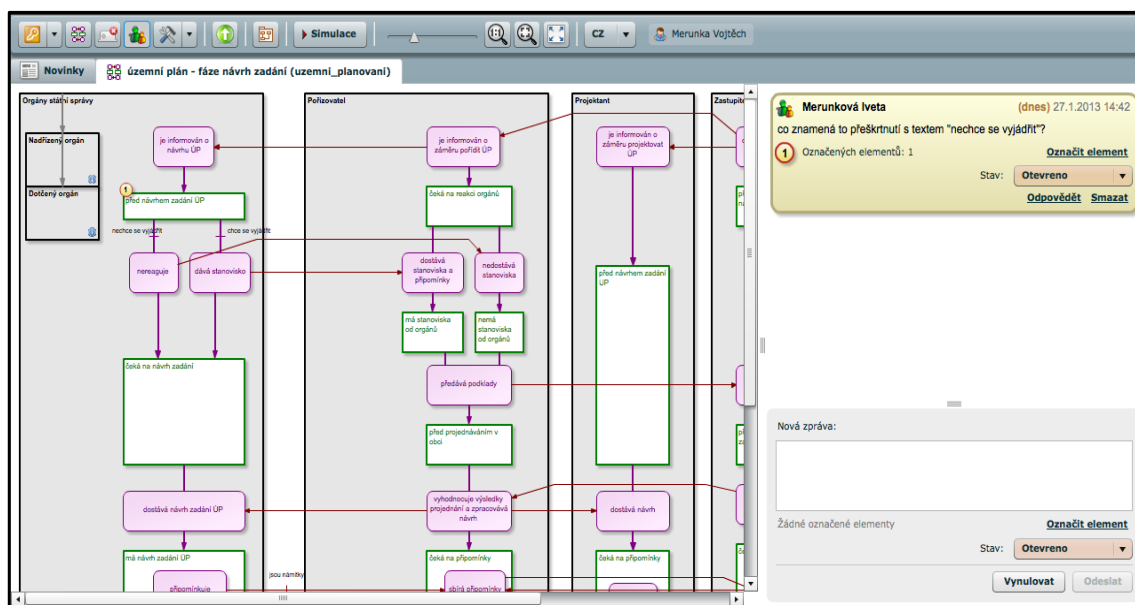 Simulace
CZ
Merunka Vojtěch
Novinky
územní plán - fáze návrh zadání (uzemni_planovani)
Orgány státní správy
Nadřízený orgán
Dotčený orgán
je informován o
návrhu ÚP
1
před návrhem zadání ÚP
nechce se vyjádřit
chce se vyjádřit
nereaguje
dává stanovisko
čeká na návrh zadání
dostává návrh zadání ÚP
má návrh zadání ÚP
připomínkuje
jsou námitky
Pořizovatel
je informován o
záměru pořídit ÚP
čeká na reakci orgánů
dostává
stanoviska a
připomínky
nedostává
stanoviska
má stanoviska
od orgánů
nemá
stanoviska
od orgánů
předává podklady
před projednáváním v
obci
vyhodnocuje výsledky
projednání a zpracovává
návrh
čeká na připomínky
sbírá připomínky
Projektant
je informován o
záměru projektovat
ÚP
před návrhem zadání
ÚP
dostává návrh
čeká na připomínky
Zastupite
Merunková Iveta
(dnes) 27.1.2013 14:42
co znamená to přeškrtnutí s textem "nechce se vyjádřit"?
1
Označených elementů: 1
Označit element
Stav:
Otevreno
Odpovědět
Smazat
Nová zpráva:
Žádné označené elementy
Označit element
Stav:
Otevreno
Vynulovat
Odeslat